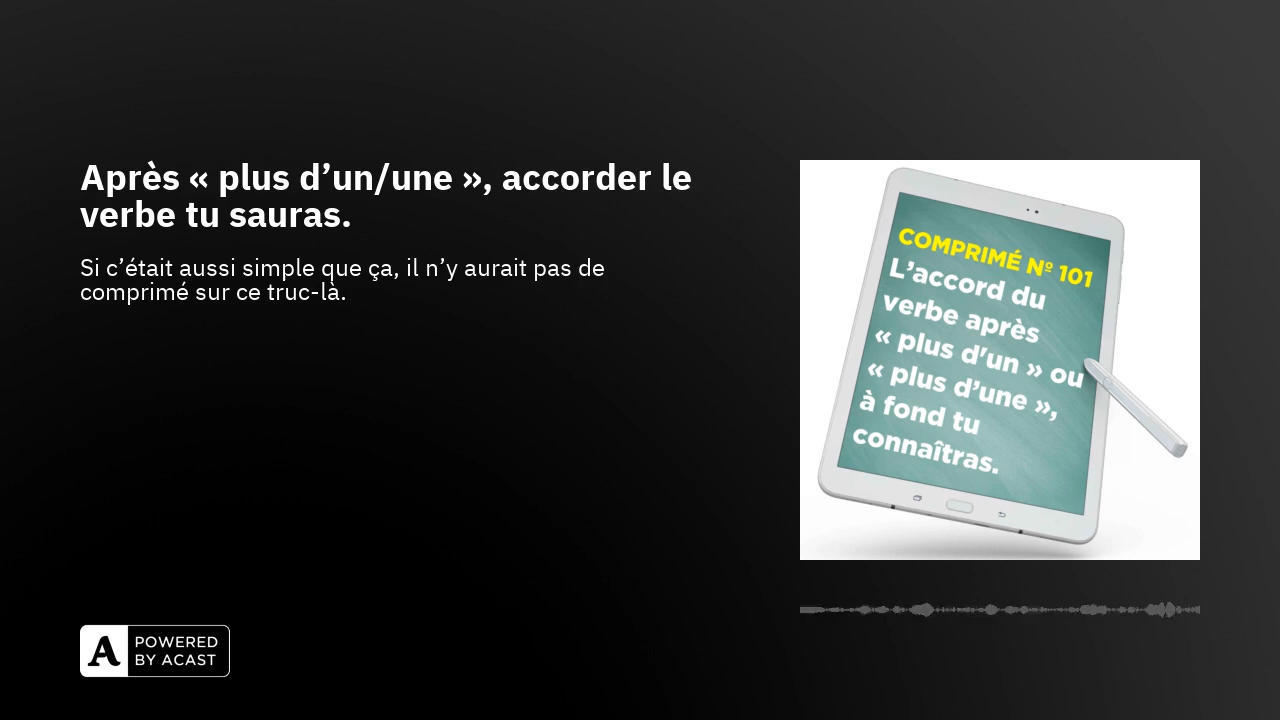 Après « plus d’un/une », accorder le
verbe tu sauras.
Si c’était aussi simple que ça, il n’y aurait pas de
comprimé sur ce truc-là.
COMPRIMÉ Nº 101
L’accord du
verbe après
« plus d'un » ou
« plus d’une »,
à fond tu
connaîtras.
A
POWERED
BY ACAST